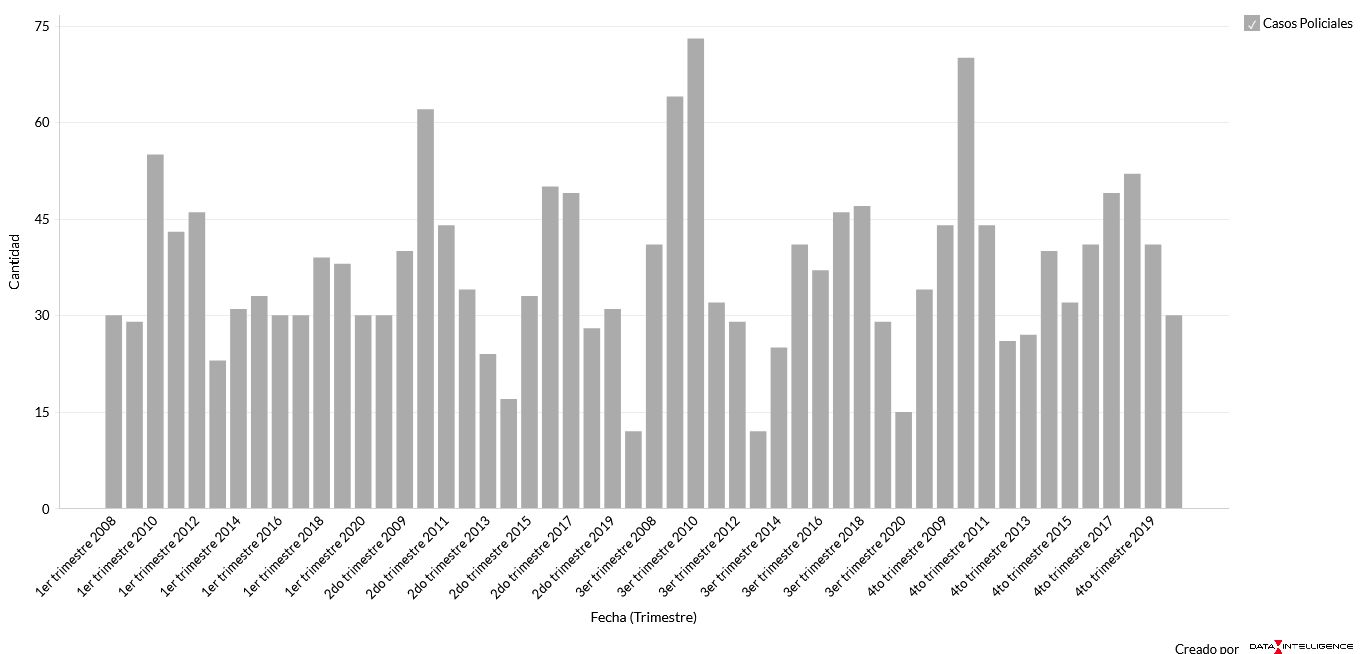 Casos Policiales
75
60
45
30
15
0
Cantidad
1er trimestre 2008
1er trimestre 2010
1er trimestre 2012
1er trimestre 2014
1er trimestre 2016
1er trimestre 2018
1er trimestre 2020
2do trimestre 2009
2do trimestre 2011
2do trimestre 2013
2do trimestre 2015
2do trimestre 2017
2do trimestre 2019
3er trimestre 2008
3er trimestre 2010
3er trimestre 2012
3er trimestre 2014
3er trimestre 2016
3er trimestre 2018
3er trimestre 2020
4to trimestre 2009
4to trimestre 2011
4to trimestre 2013
4to trimestre 2015
4to trimestre 2017
4to trimestre 2019
Fecha (Trimestre)
Creado por DATA INTELLIGENCE